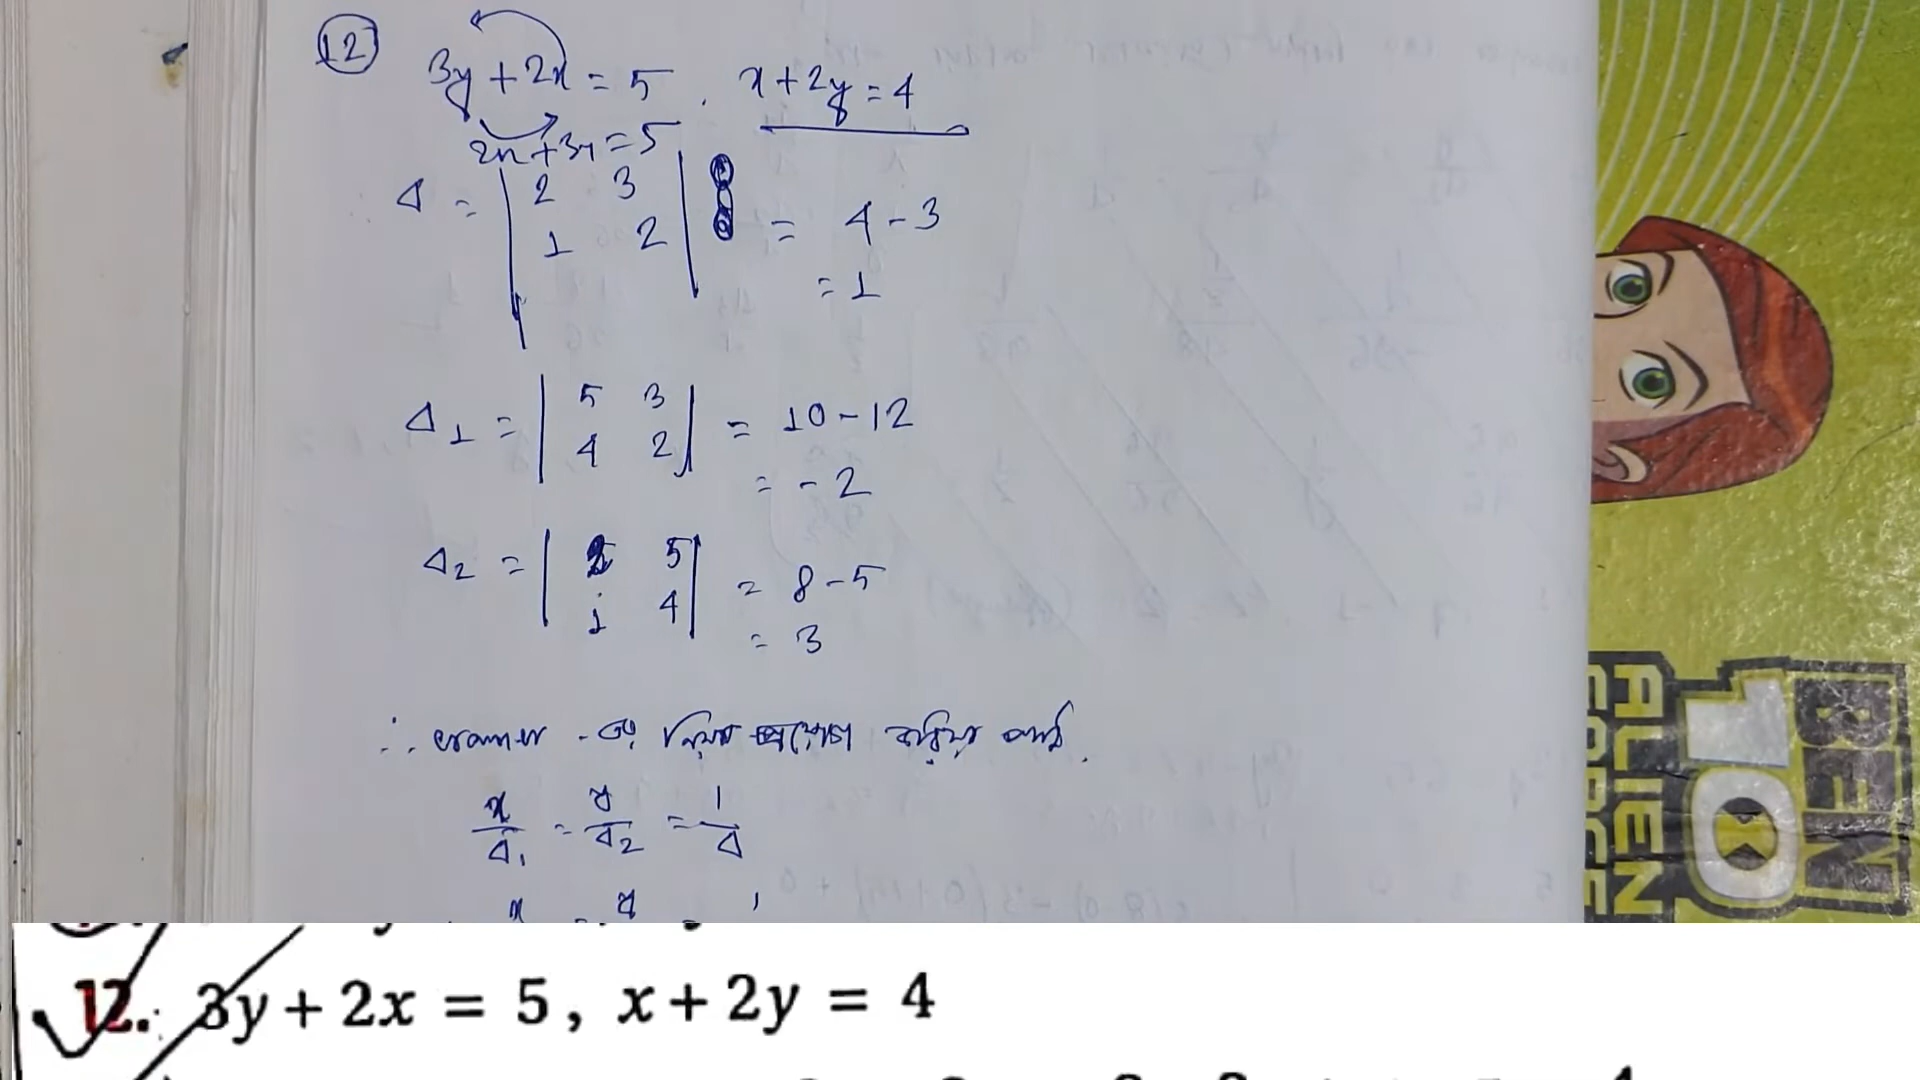 12
3y + 2x = 5 , x + 2y = 4
2x + 3y = 5
Δ = | 2 3 | = 4 - 3
| 1 2 |
= 1
Δ1 = | 5 3 | = 10 - 12
| 4 2 |
= - 2
Δ2 = | 2 5 | = 8 - 5
| 1 4 |
= 3
∴ cramer -এর নিয়ম প্রয়োগ করিয়া পাই,
x/Δ1 = y/Δ2 = 1/Δ
BEN
10
ALIEN
FORCE
12. 3y + 2x = 5, x + 2y = 4